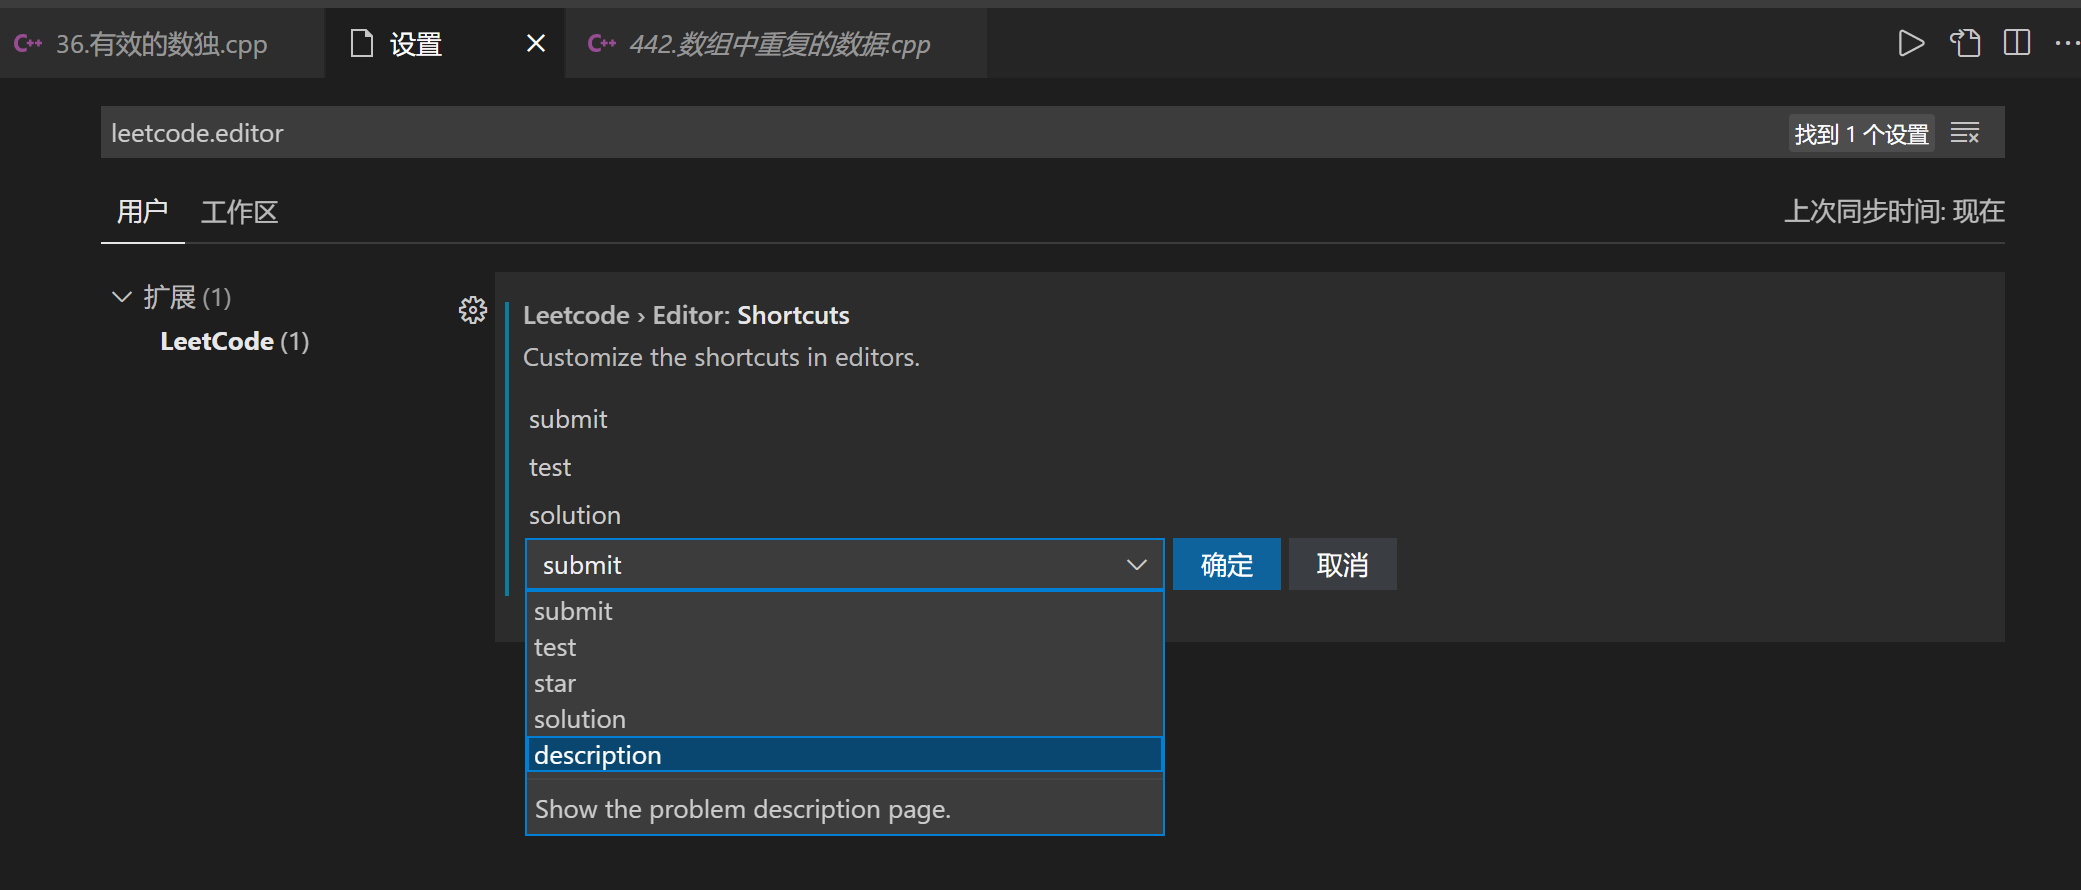 C++ 36.有效的数独.cpp 设置 C++ 442.数组中重复的数据.cpp
leetcode.editor 找到 1 个设置
用户 工作区 上次同步时间: 现在
扩展 (1)
LeetCode (1)
Leetcode › Editor: Shortcuts
Customize the shortcuts in editors.
submit
test
solution
submit 确定 取消
submit
test
star
solution
description
Show the problem description page.